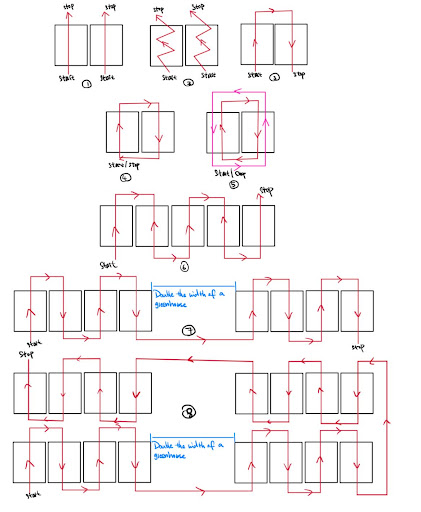 stop stop
start start
1
stop Stop
Start Start
2
Start Stop
3
Start/Stop
4
Start/Stop
5
Stop
Start
6
Double the width of a
greenhouse
Start
7
Stop
Stop
8
Double the width of a
greenhouse
Start